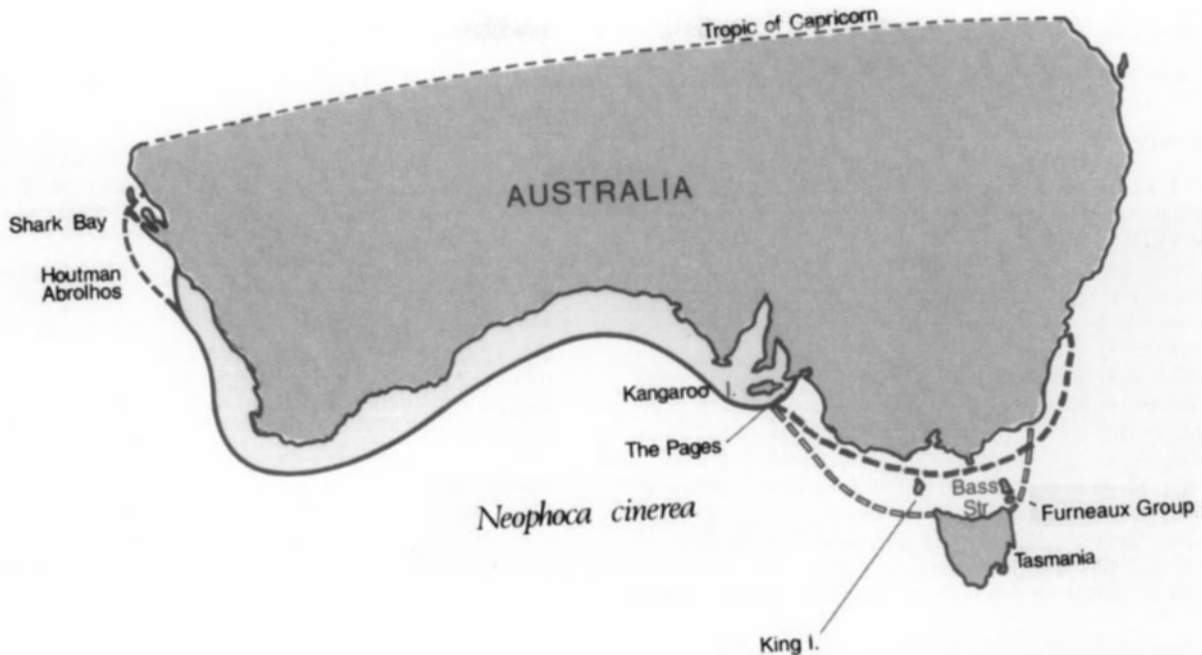 Tropic of Capricorn
AUSTRALIA
Shark Bay
Houtman
Abrolhos
Kangaroo I.
The Pages
Neophoca cinerea
Bass
Str
Furneaux Group
Tasmania
King I.